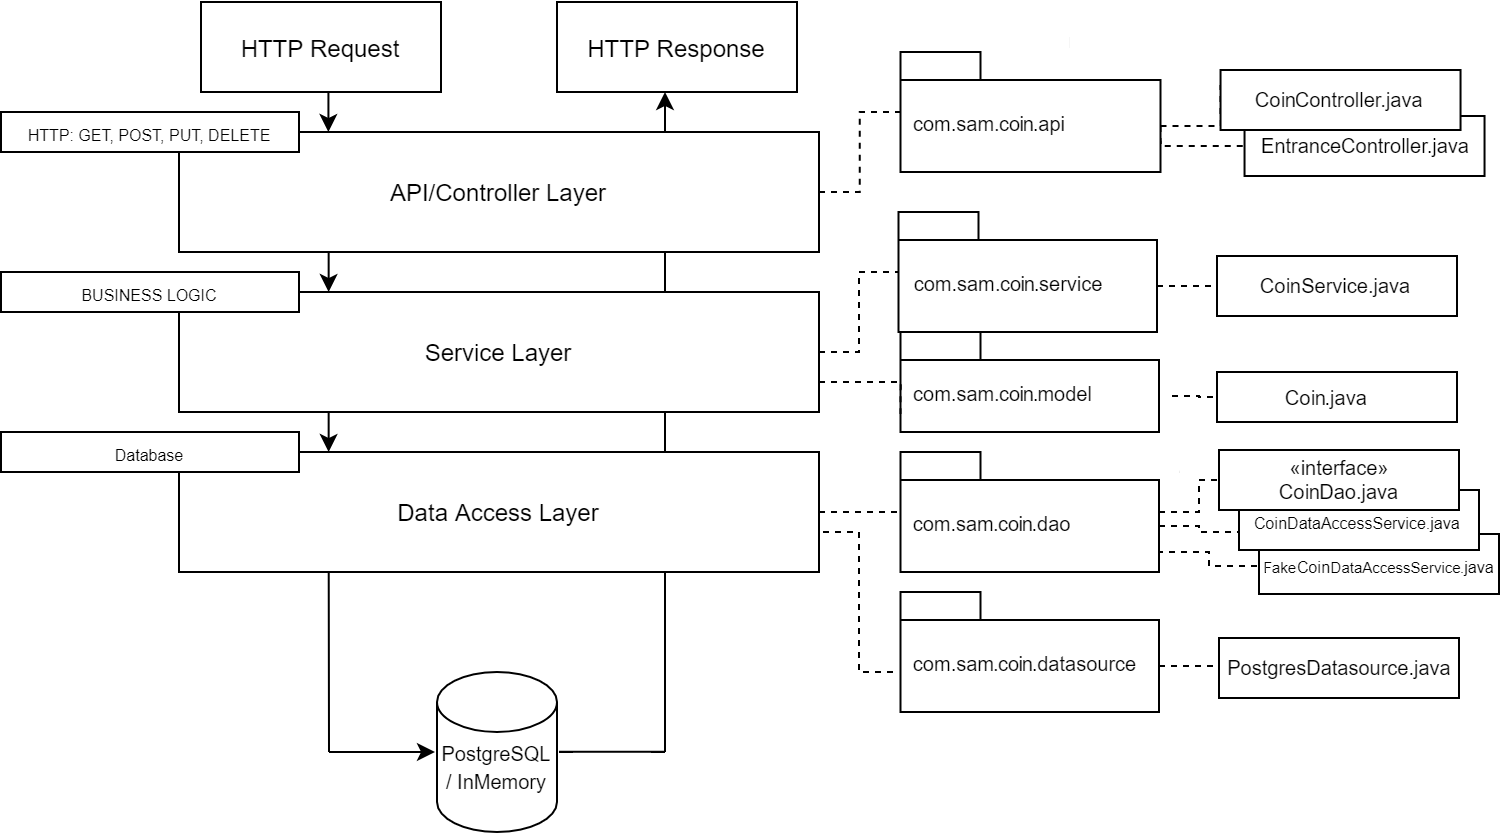 HTTP Request
HTTP Response
HTTP: GET, POST, PUT, DELETE
API/Controller Layer
com.sam.coin.api
CoinController.java
EntranceController.java
BUSINESS LOGIC
Service Layer
com.sam.coin.service
CoinService.java
com.sam.coin.model
Coin.java
Database
Data Access Layer
com.sam.coin.dao
«interface»
CoinDao.java
CoinDataAccessService.java
FakeCoinDataAccessService.java
com.sam.coin.datasource
PostgresDatasource.java
PostgreSQL
/ InMemory